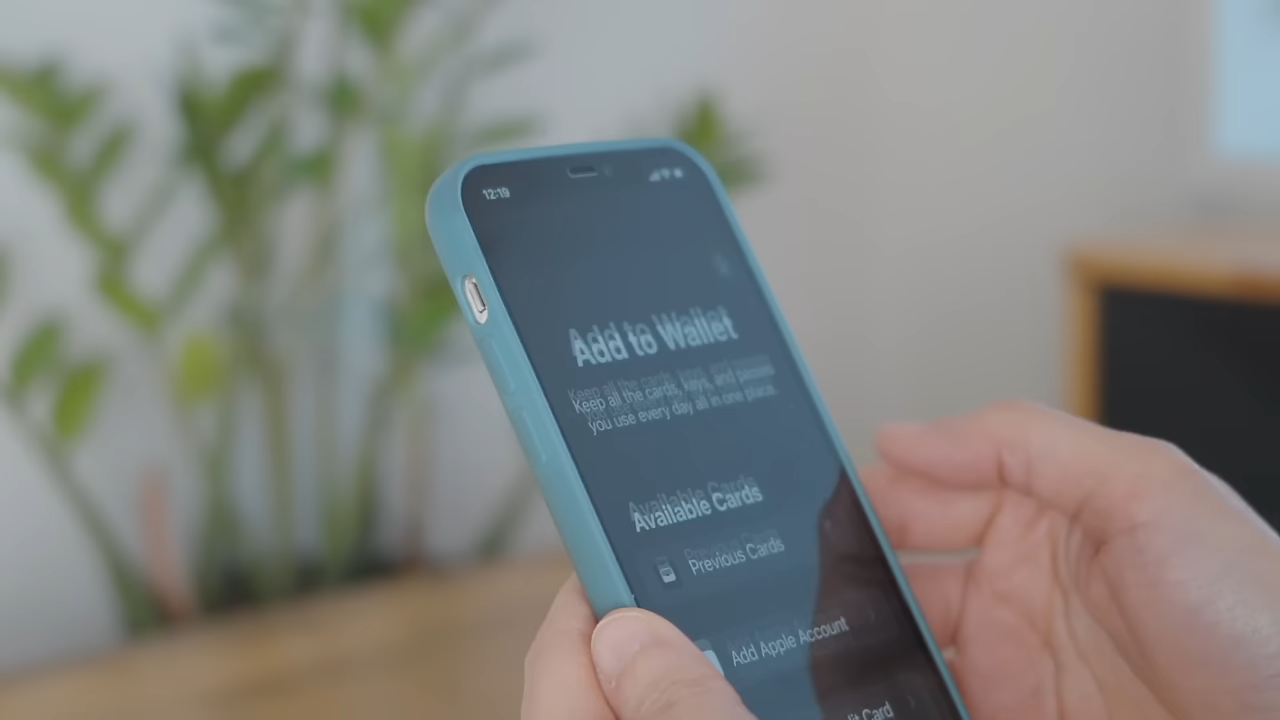 12:19
Add to Wallet
Keep all the cards, keys, and passes
you use every day all in one place.
Available Cards
Previous Cards
Add Apple Account
Card